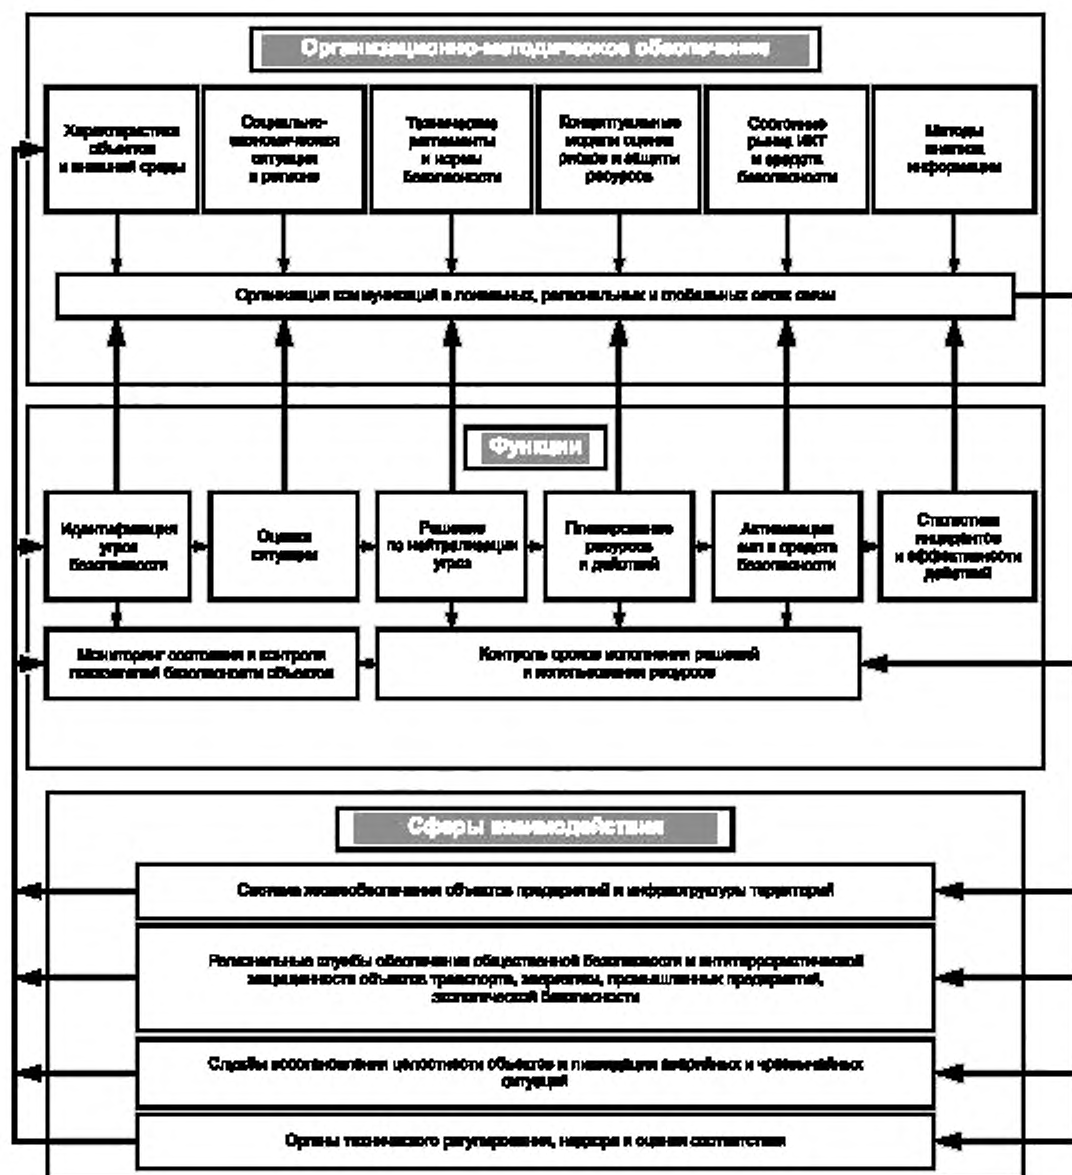 Организационно-методическое обеспечение
Характеристика
объектов
и внешней среды
Социально-
экономическая
ситуация
в регионе
Технические
регламенты
и нормы
безопасности
Концептуальные
модели оценки
рисков и защиты
ресурсов
Состояние
рынка ИКТ
и средств
безопасности
Методы
анализа
информации
Организация коммуникаций в локальных, региональных и глобальных сетях связи
Функции
Идентификация
угроз
безопасности
Оценка
ситуации
Решение
по нейтрализации
угроз
Планирование
ресурсов
и действий
Активизация
сил и средств
безопасности
Статистика
инцидентов
и эффективности
действий
Мониторинг состояния и контроль
показателей безопасности объектов
Контроль сроков исполнения решений
и использования ресурсов
Сферы взаимодействия
Система жизнеобеспечения объектов предприятий и инфраструктуры территорий
Региональные службы обеспечения общественной безопасности и антитеррористической
защищенности объектов транспорта, энергетики, промышленных предприятий,
экологической безопасности
Службы восстановления целостности объектов и ликвидации аварийных и чрезвычайных
ситуаций
Органы технического регулирования, надзора и оценки соответствия